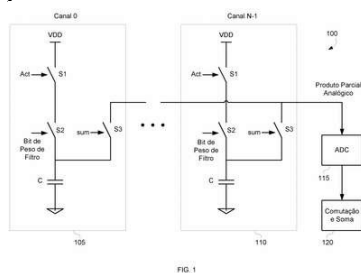 Canal 0
Canal N-1
VDD
VDD
100
Act
S1
Act
S1
Produto Parcial
Analógico
S2
sum
S3
S2
sum
S3
Bit de
Peso de
Filtro
Bit de
Peso de
Filtro
ADC
115
C
C
Comutação
e Soma
105
110
120
FIG. 1